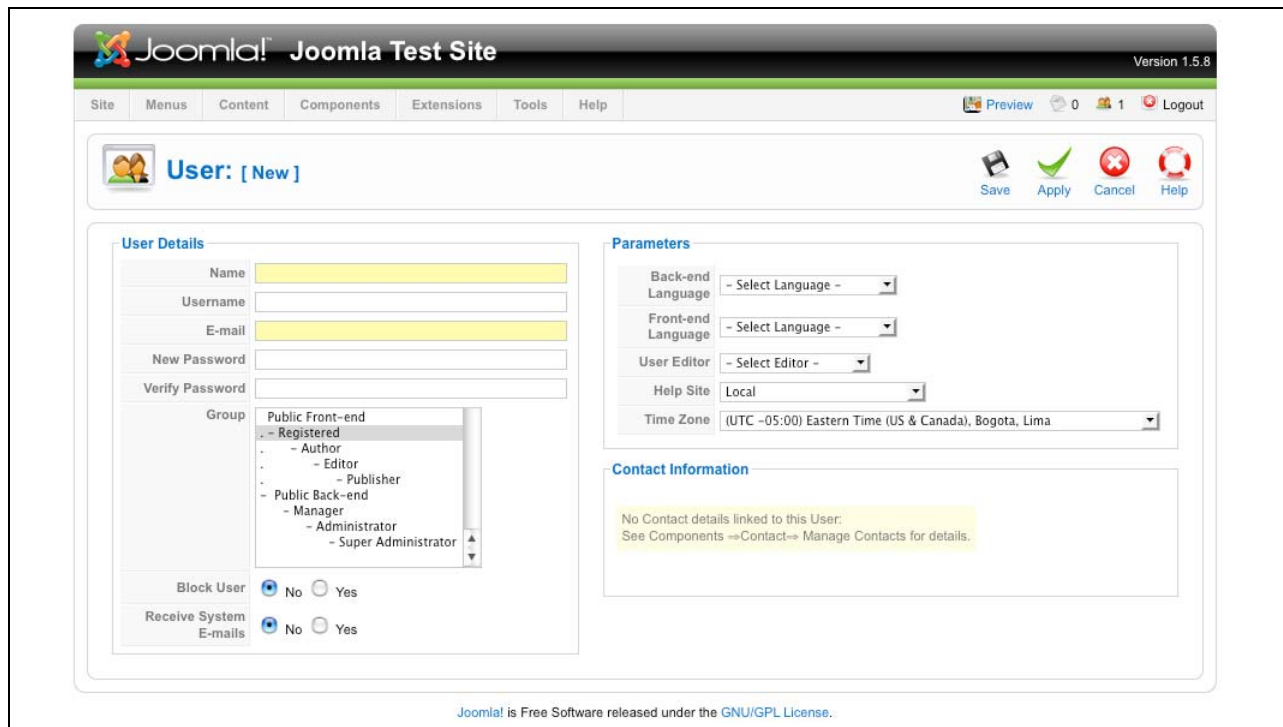 Joomla!™ Joomla Test Site
Version 1.5.8
Site Menus Content Components Extensions Tools Help Preview 0 1 Logout
User: [ New ]
Save Apply Cancel Help
User Details
Name
Username
E-mail
New Password
Verify Password
Group
Public Front-end
. - Registered
. - Author
. - Editor
. - Publisher
- Public Back-end
- Manager
- Administrator
- Super Administrator
Block User No Yes
Receive System
E-mails No Yes
Parameters
Back-end
Language - Select Language -
Front-end
Language - Select Language -
User Editor - Select Editor -
Help Site Local
Time Zone (UTC -05:00) Eastern Time (US & Canada), Bogota, Lima
Contact Information
No Contact details linked to this User:
See Components ⇒Contact⇒ Manage Contacts for details.
Joomla! is Free Software released under the GNU/GPL License.